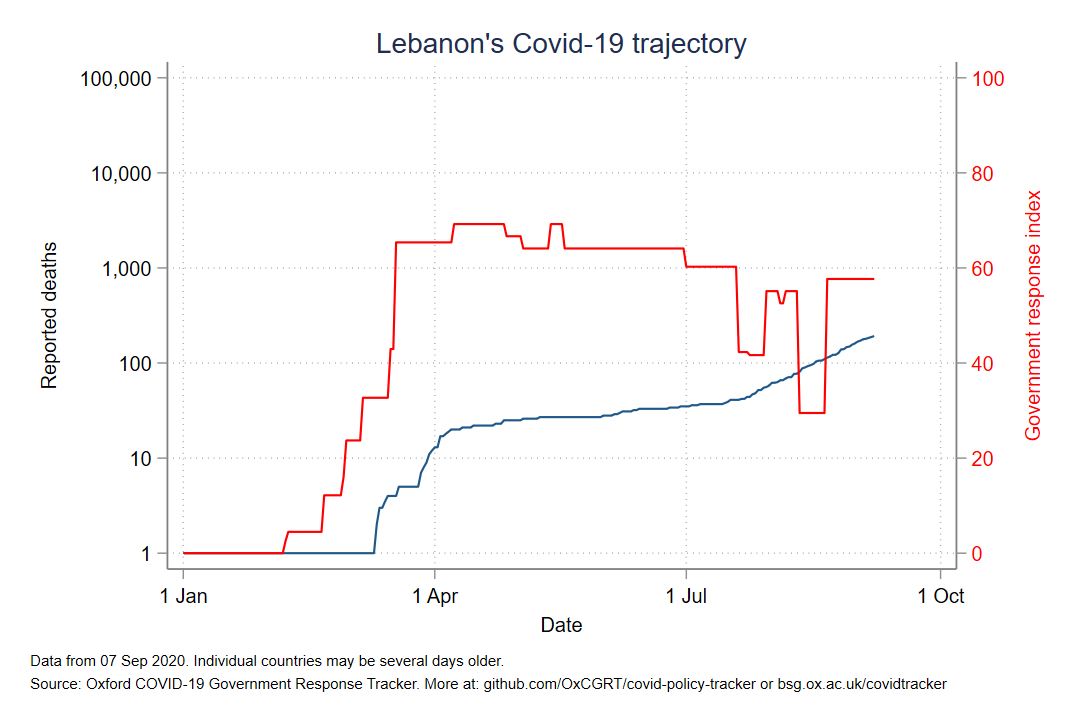 Lebanon's Covid-19 trajectory
100,000
10,000
1,000
100
10
1
Reported deaths
100
80
60
40
20
0
Government response index
1 Jan
1 Apr
1 Jul
1 Oct
Date
Data from 07 Sep 2020. Individual countries may be several days older.
Source: Oxford COVID-19 Government Response Tracker. More at: github.com/OxCGRT/covid-policy-tracker or bsg.ox.ac.uk/covidtracker